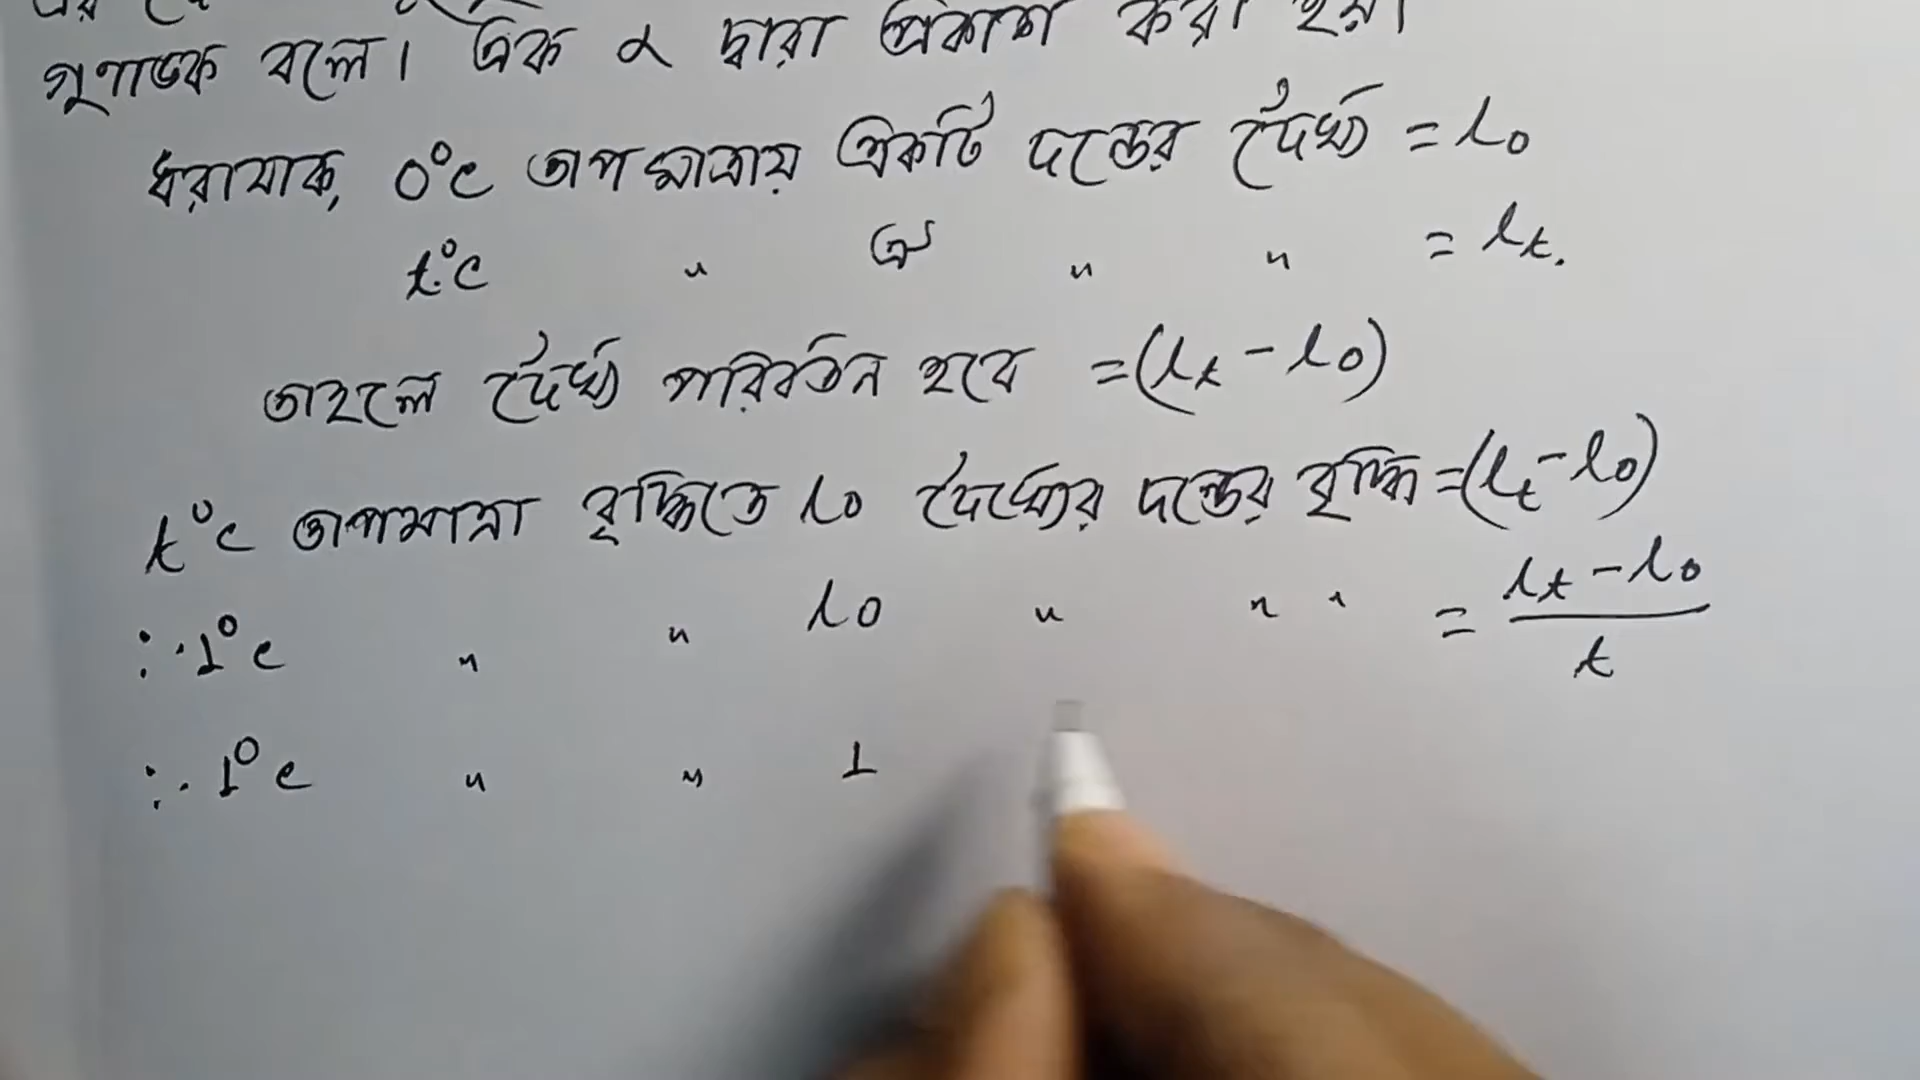 গুণাঙ্ক বলে। একে α দ্বারা প্রকাশ করা হয়।
ধরাযাক, 0°c তাপমাত্রায় একটি দন্ডের দৈর্ঘ্য = l₀
t°c " ঐ " " = lₜ.
তাহলে দৈর্ঘ্য পরিবর্তন হবে = (lₜ - l₀)
t°c তাপমাত্রা বৃদ্ধিতে l₀ দৈর্ঘ্যের দন্ডের বৃদ্ধি = (lₜ - l₀)
∴ 1°c " " l₀ " " " = (lₜ - l₀)/t
∴ 1°c " " 1